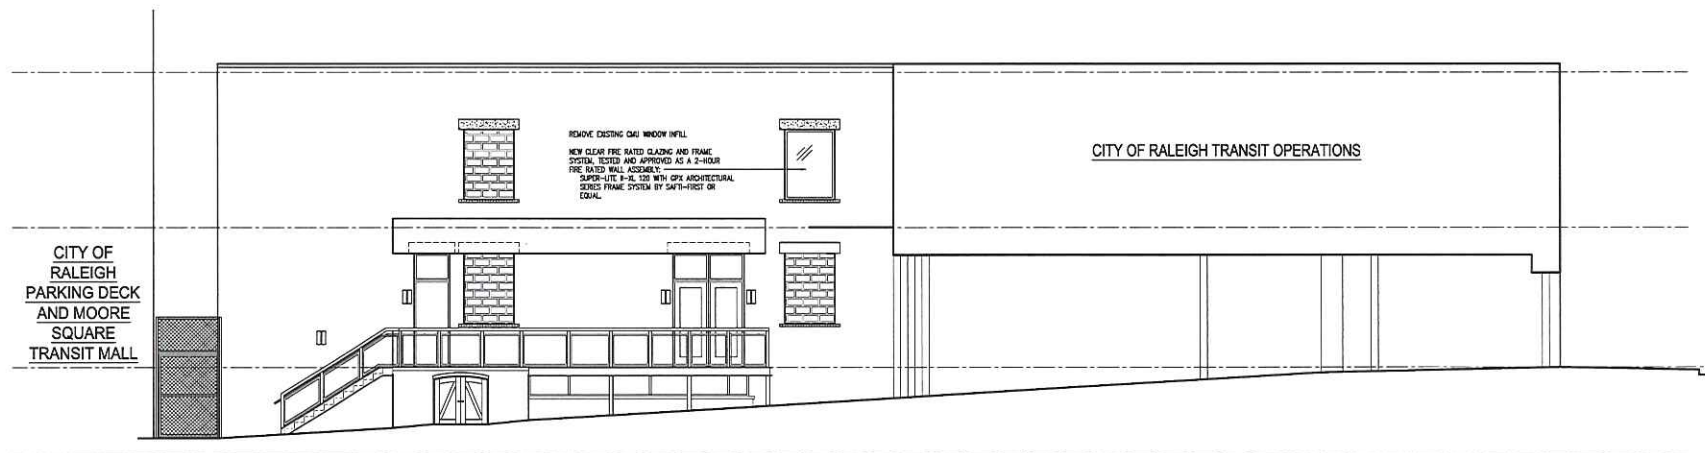 REMOVE EXISTING CMU WINDOW INFILL
NEW CLEAR FIRE RATED GLAZING AND FRAME
SYSTEM, TESTED AND APPROVED AS A 2-HOUR
FIRE RATED WALL ASSEMBLY:
SUPER-LITE II-XL 120 WITH GPX ARCHITECTURAL
SERIES FRAME SYSTEM BY SAFTI-FIRST OR
EQUAL.
CITY OF RALEIGH TRANSIT OPERATIONS
CITY OF
RALEIGH
PARKING DECK
AND MOORE
SQUARE
TRANSIT MALL